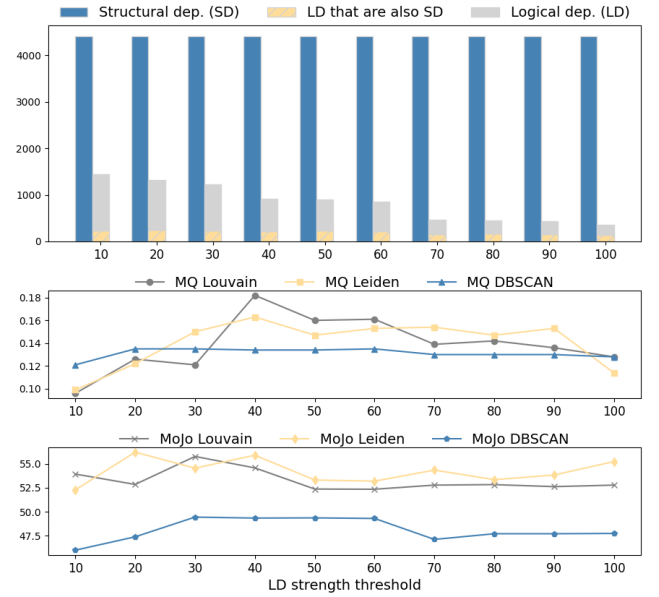 Structural dep. (SD) LD that are also SD Logical dep. (LD)
4000
3000
2000
1000
0
10 20 30 40 50 60 70 80 90 100
MQ Louvain MQ Leiden MQ DBSCAN
0.18
0.16
0.14
0.12
0.10
10 20 30 40 50 60 70 80 90 100
MoJo Louvain MoJo Leiden MoJo DBSCAN
55.0
52.5
50.0
47.5
10 20 30 40 50 60 70 80 90 100
LD strength threshold